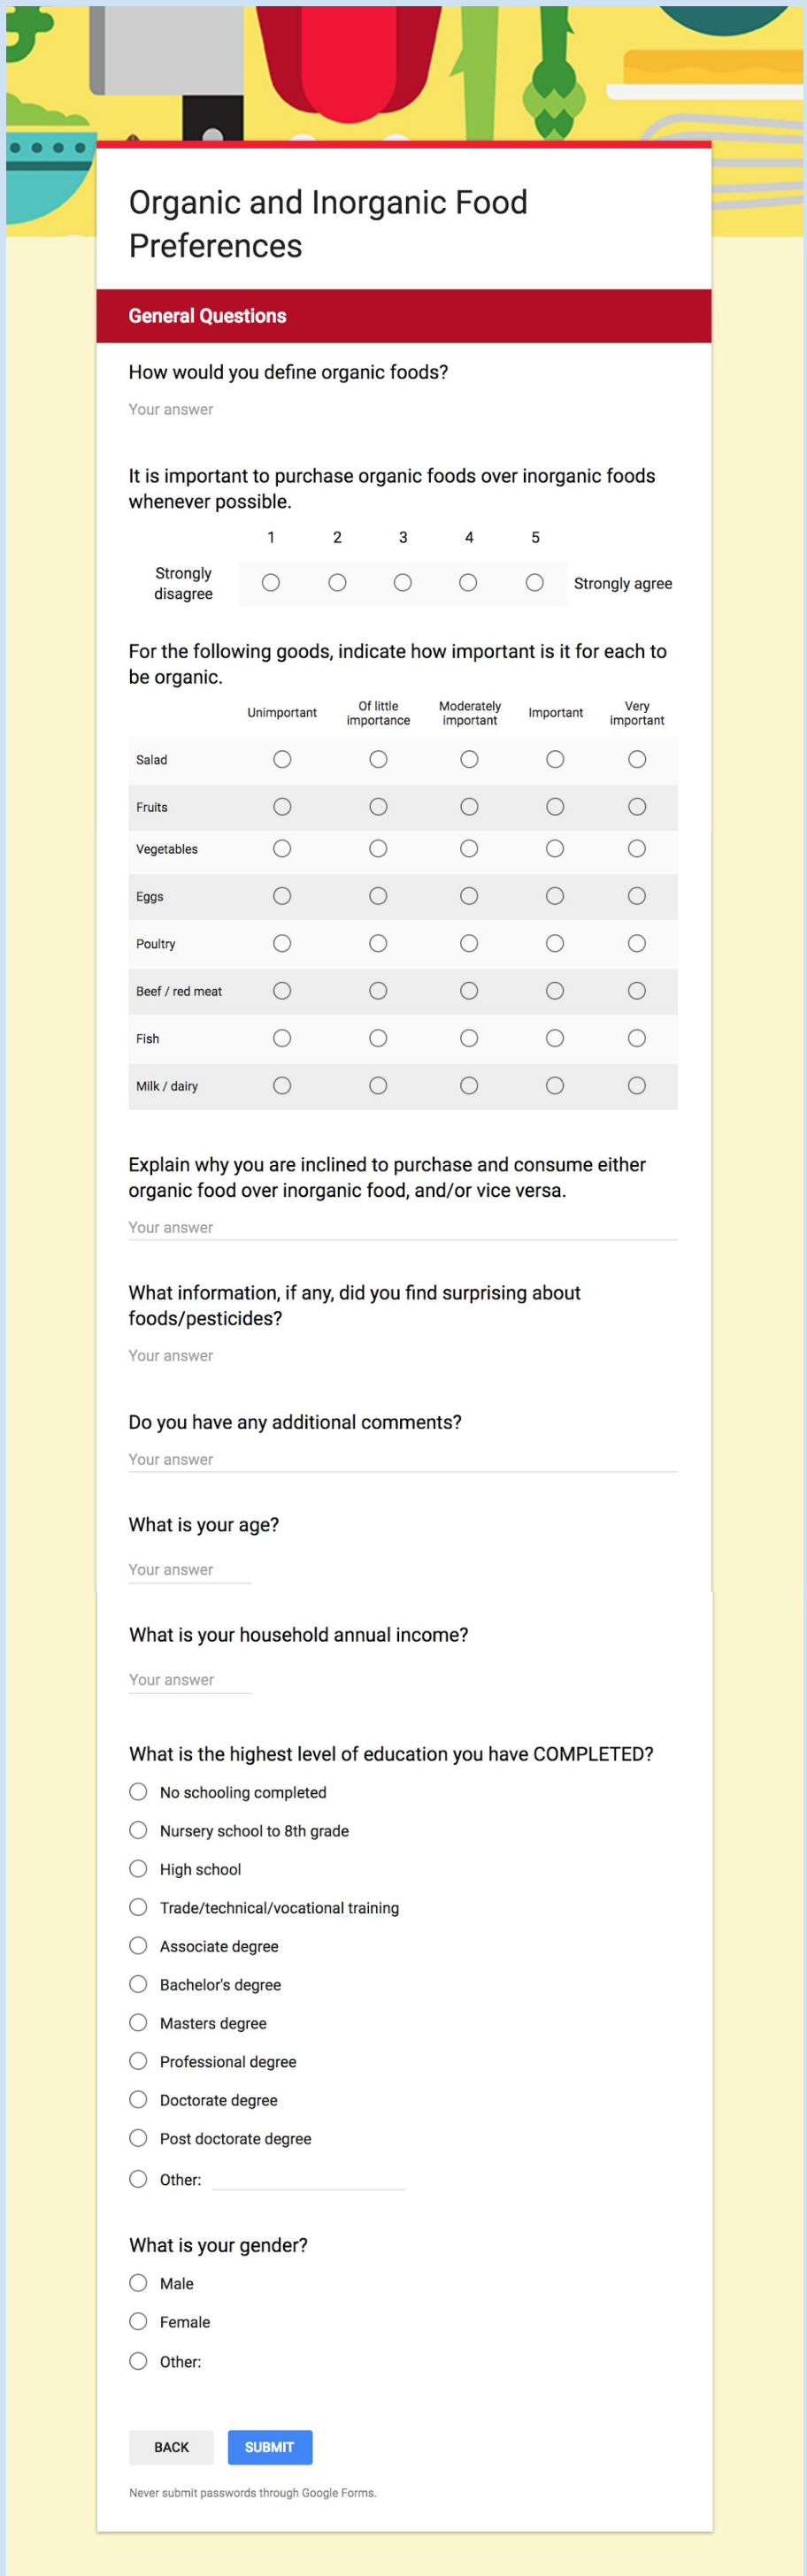 Organic and Inorganic Food
Preferences
General Questions
How would you define organic foods?
Your answer
It is important to purchase organic foods over inorganic foods
whenever possible.
1 2 3 4 5
Strongly
disagree
Strongly agree
For the following goods, indicate how important is it for each to
be organic.
Unimportant
Of little
importance
Moderately
important
Important
Very
important
Salad
Fruits
Vegetables
Eggs
Poultry
Beef / red meat
Fish
Milk / dairy
Explain why you are inclined to purchase and consume either
organic food over inorganic food, and/or vice versa.
Your answer
What information, if any, did you find surprising about
foods/pesticides?
Your answer
Do you have any additional comments?
Your answer
What is your age?
Your answer
What is your household annual income?
Your answer
What is the highest level of education you have COMPLETED?
No schooling completed
Nursery school to 8th grade
High school
Trade/technical/vocational training
Associate degree
Bachelor's degree
Masters degree
Professional degree
Doctorate degree
Post doctorate degree
Other:
What is your gender?
Male
Female
Other:
BACK SUBMIT
Never submit passwords through Google Forms.